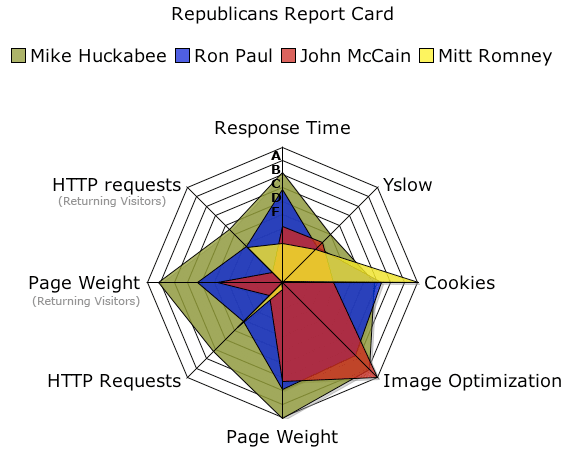 Republicans Report Card
Mike Huckabee Ron Paul John McCain Mitt Romney
Response Time
A
B
C
D
F
HTTP requests
(Returning Visitors)
Yslow
Page Weight
(Returning Visitors)
Cookies
HTTP Requests
Image Optimization
Page Weight